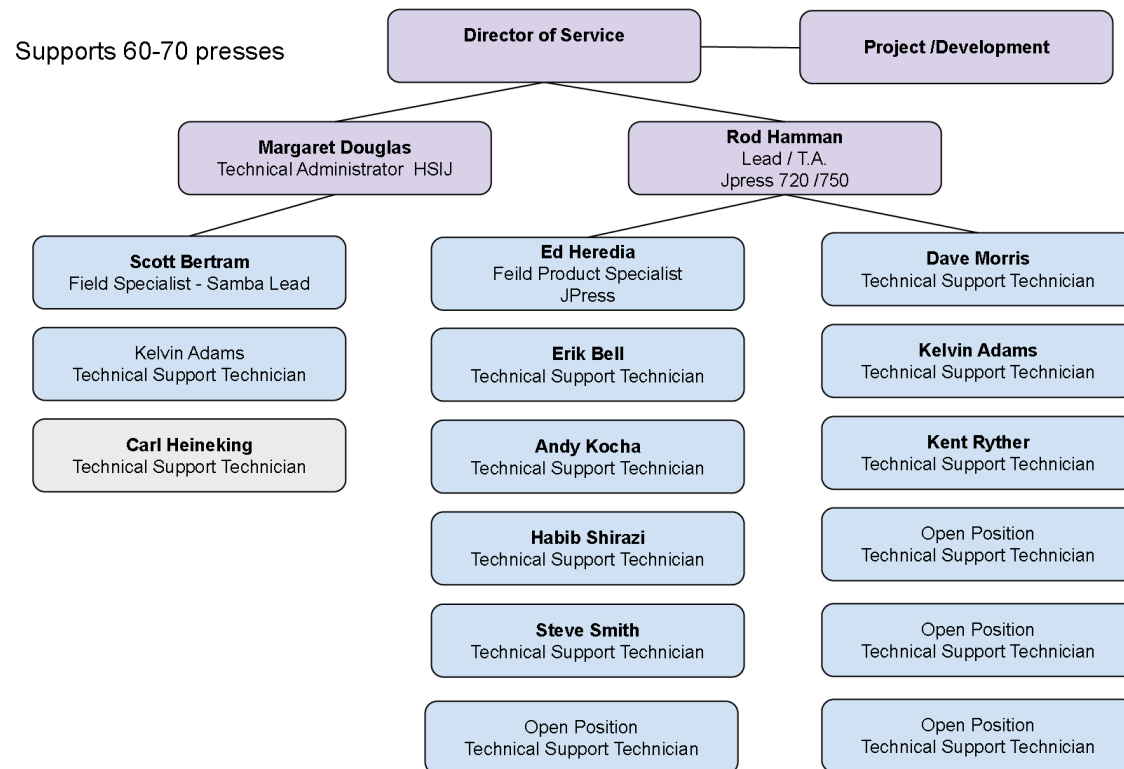 Supports 60-70 presses
Director of Service
Project /Development
Margaret Douglas
Technical Administrator  HSIJ
Rod Hamman
Lead / T.A.
Jpress 720 /750
Scott Bertram
Field Specialist - Samba Lead
Kelvin Adams
Technical Support Technician
Carl Heineking
Technical Support Technician
Ed Heredia
Feild Product Specialist
JPress
Erik Bell
Technical Support Technician
Andy Kocha
Technical Support Technician
Habib Shirazi
Technical Support Technician
Steve Smith
Technical Support Technician
Open Position
Technical Support Technician
Dave Morris
Technical Support Technician
Kelvin Adams
Technical Support Technician
Kent Ryther
Technical Support Technician
Open Position
Technical Support Technician
Open Position
Technical Support Technician
Open Position
Technical Support Technician